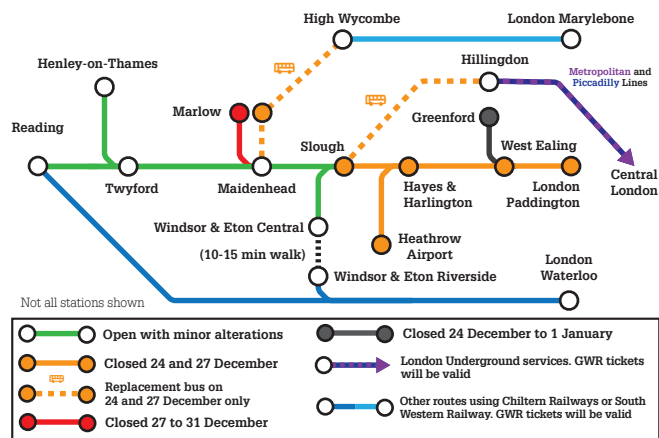 High Wycombe
London Marylebone
Henley-on-Thames
Hillingdon
Metropolitan and
Piccadilly Lines
Marlow
Greenford
Reading
Slough
West Ealing
Central
London
Twyford
Maidenhead
Hayes &
Harlington
London
Paddington
Windsor & Eton Central
(10-15 min walk)
Heathrow
Airport
London
Waterloo
Windsor & Eton Riverside
Not all stations shown
Open with minor alterations
Closed 24 and 27 December
Replacement bus on
24 and 27 December only
Closed 27 to 31 December
Closed 24 December to 1 January
London Underground services. GWR tickets
will be valid
Other routes using Chiltern Railways or South
Western Railway. GWR tickets will be valid